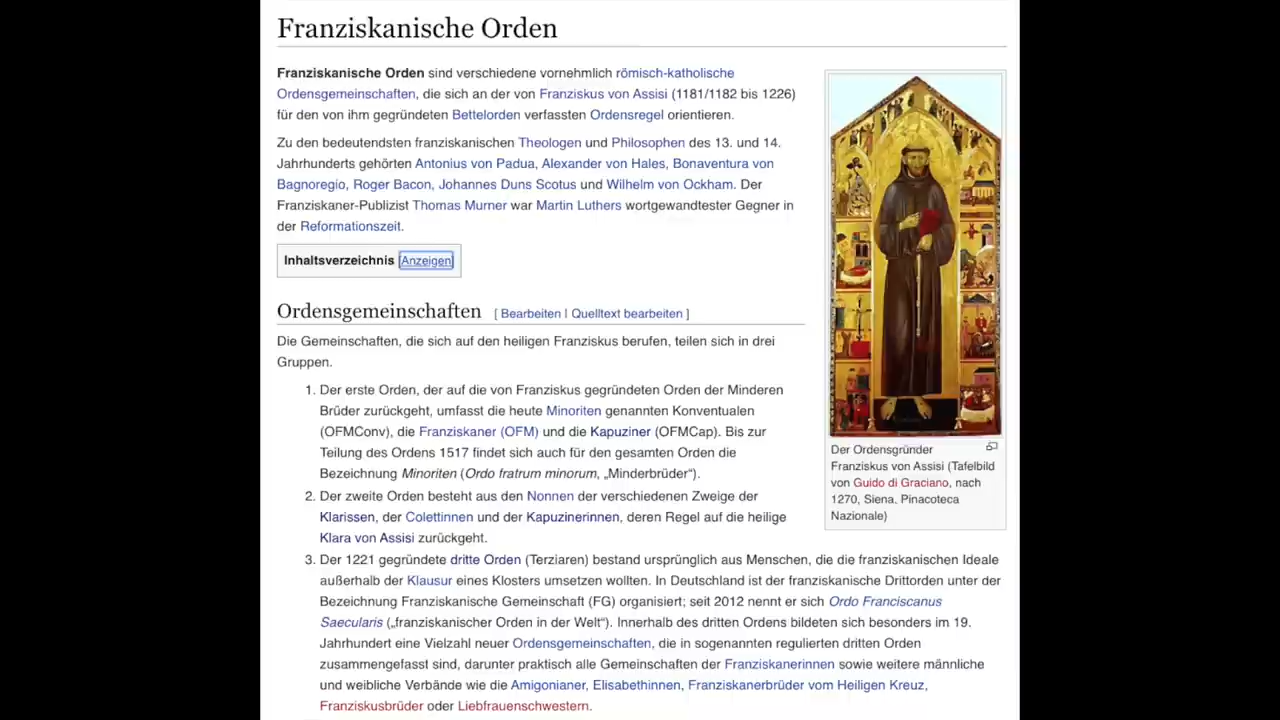 Franziskanische Orden
Franziskanische Orden sind verschiedene vornehmlich römisch-katholische
Ordensgemeinschaften, die sich an der von Franziskus von Assisi (1181/1182 bis 1226)
für den von ihm gegründeten Bettelorden verfassten Ordensregel orientieren.
Zu den bedeutendsten franziskanischen Theologen und Philosophen des 13. und 14.
Jahrhunderts gehörten Antonius von Padua, Alexander von Hales, Bonaventura von
Bagnoregio, Roger Bacon, Johannes Duns Scotus und Wilhelm von Ockham. Der
Franziskaner-Publizist Thomas Murner war Martin Luthers wortgewandtester Gegner in
der Reformationszeit.
Inhaltsverzeichnis [Anzeigen]
Ordensgemeinschaften [ Bearbeiten | Quelltext bearbeiten ]
Die Gemeinschaften, die sich auf den heiligen Franziskus berufen, teilen sich in drei
Gruppen.
1. Der erste Orden, der auf die von Franziskus gegründeten Orden der Minderen
Brüder zurückgeht, umfasst die heute Minoriten genannten Konventualen
(OFMConv), die Franziskaner (OFM) und die Kapuziner (OFMCap). Bis zur
Teilung des Ordens 1517 findet sich auch für den gesamten Orden die
Bezeichnung Minoriten (Ordo fratrum minorum, „Minderbrüder“).
2. Der zweite Orden besteht aus den Nonnen der verschiedenen Zweige der
Klarissen, der Colettinnen und der Kapuzinerinnen, deren Regel auf die heilige
Klara von Assisi zurückgeht.
3. Der 1221 gegründete dritte Orden (Terziaren) bestand ursprünglich aus Menschen, die die franziskanischen Ideale
außerhalb der Klausur eines Klosters umsetzen wollten. In Deutschland ist der franziskanische Drittorden unter der
Bezeichnung Franziskanische Gemeinschaft (FG) organisiert; seit 2012 nennt er sich Ordo Franciscanus
Saecularis („franziskanischer Orden in der Welt“). Innerhalb des dritten Ordens bildeten sich besonders im 19.
Jahrhundert eine Vielzahl neuer Ordensgemeinschaften, die in sogenannten regulierten dritten Orden
zusammengefasst sind, darunter praktisch alle Gemeinschaften der Franziskanerinnen sowie weitere männliche
und weibliche Verbände wie die Amigonianer, Elisabethinnen, Franziskanerbrüder vom Heiligen Kreuz,
Franziskusbrüder oder Liebfrauenschwestern.
Der Ordensgründer
Franziskus von Assisi (Tafelbild
von Guido di Graciano, nach
1270, Siena, Pinacoteca
Nazionale)